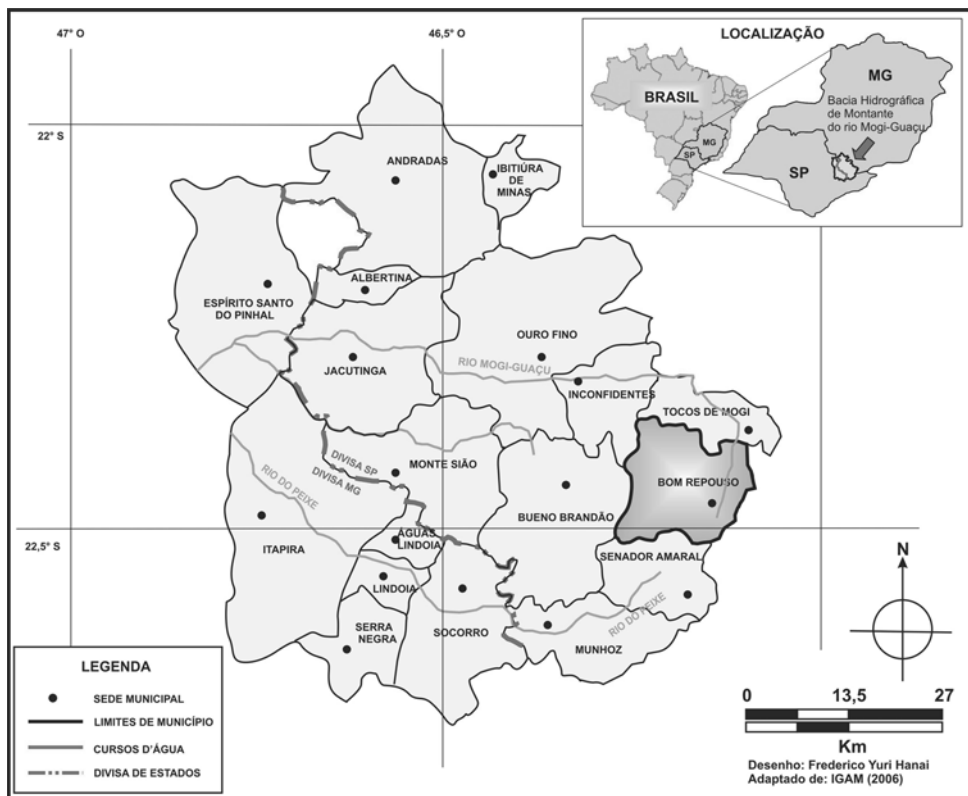 47° O
46,5° O
22° S
22,5° S
LOCALIZAÇÃO
BRASIL
MG
SP
MG
Bacia Hidrográfica
de Montante
do rio Mogi-Guaçu
SP
ANDRADAS
IBITIÚRA
DE
MINAS
ALBERTINA
ESPÍRITO SANTO
DO PINHAL
OURO FINO
JACUTINGA
RIO MOGI-GUAÇU
INCONFIDENTES
TOCOS DE MOGI
MONTE SIÃO
DIVISA SP
DIVISA MG
RIO DO PEIXE
BOM REPOUSO
BUENO BRANDÃO
ITAPIRA
ÁGUAS
LINDOIA
SENADOR AMARAL
LINDOIA
RIO DO PEIXE
SERRA
NEGRA
SOCORRO
MUNHOZ
N
LEGENDA
SEDE MUNICIPAL
LIMITES DE MUNICÍPIO
CURSOS D'ÁGUA
DIVISA DE ESTADOS
0 13,5 27
Km
Desenho: Frederico Yuri Hanai
Adaptado de: IGAM (2006)